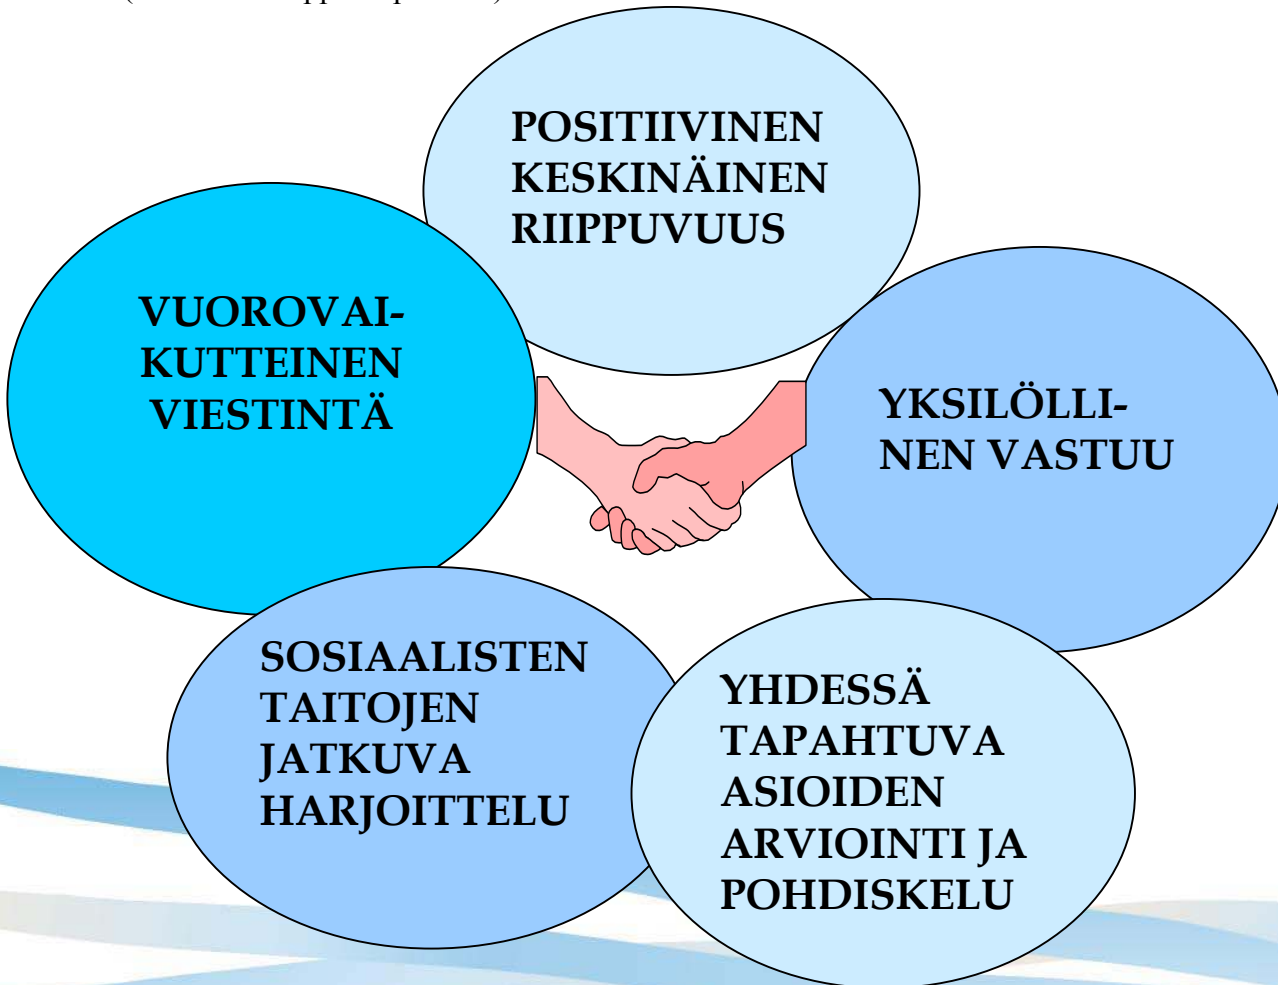 POSITIIVINEN
KESKINÄINEN
RIIPPUVUUS
VUOROVAI-
KUTTEINEN
VIESTINTÄ
YKSILÖLLI-
NEN VASTUU
SOSIAALISTEN
TAITOJEN
JATKUVA
HARJOITTELU
YHDESSÄ
TAPAHTUVA
ASIOIDEN
ARVIOINTI JA
POHDISKELU